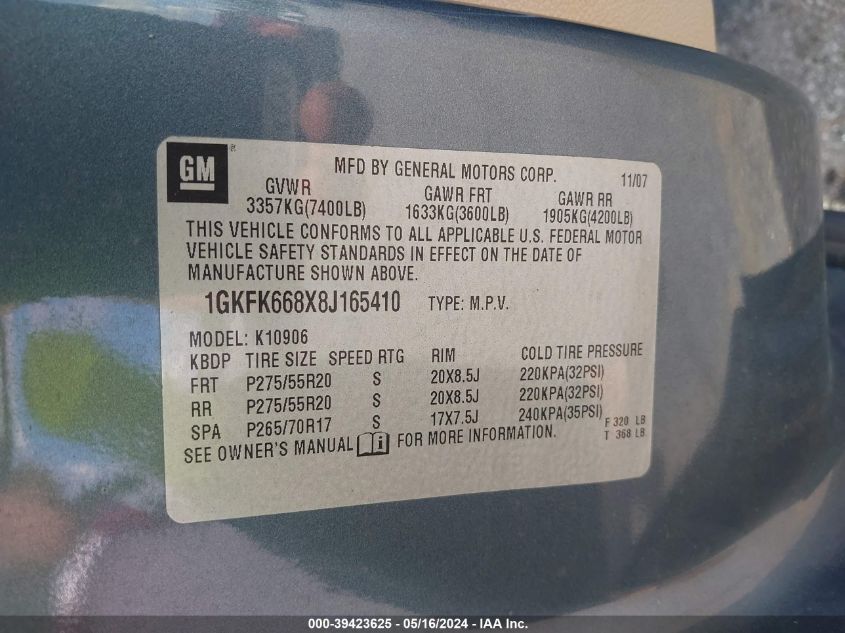 GM
MFD BY GENERAL MOTORS CORP. 11/07
GVWR GAWR FRT GAWR RR
3357KG(7400LB) 1633KG(3600LB) 1905KG(4200LB)
THIS VEHICLE CONFORMS TO ALL APPLICABLE U.S. FEDERAL MOTOR
VEHICLE SAFETY STANDARDS IN EFFECT ON THE DATE OF
MANUFACTURE SHOWN ABOVE.
1GKFK668X8J165410 TYPE: M.P.V.
MODEL: K10906
KBDP TIRE SIZE SPEED RTG RIM COLD TIRE PRESSURE
FRT P275/55R20 S 20X8.5J 220KPA(32PSI)
RR P275/55R20 S 20X8.5J 220KPA(32PSI)
SPA P265/70R17 S 17X7.5J 240KPA(35PSI) F 320 LB
SEE OWNER'S MANUAL i FOR MORE INFORMATION. T 368 LB
000-39423625 - 05/16/2024 - IAA Inc.